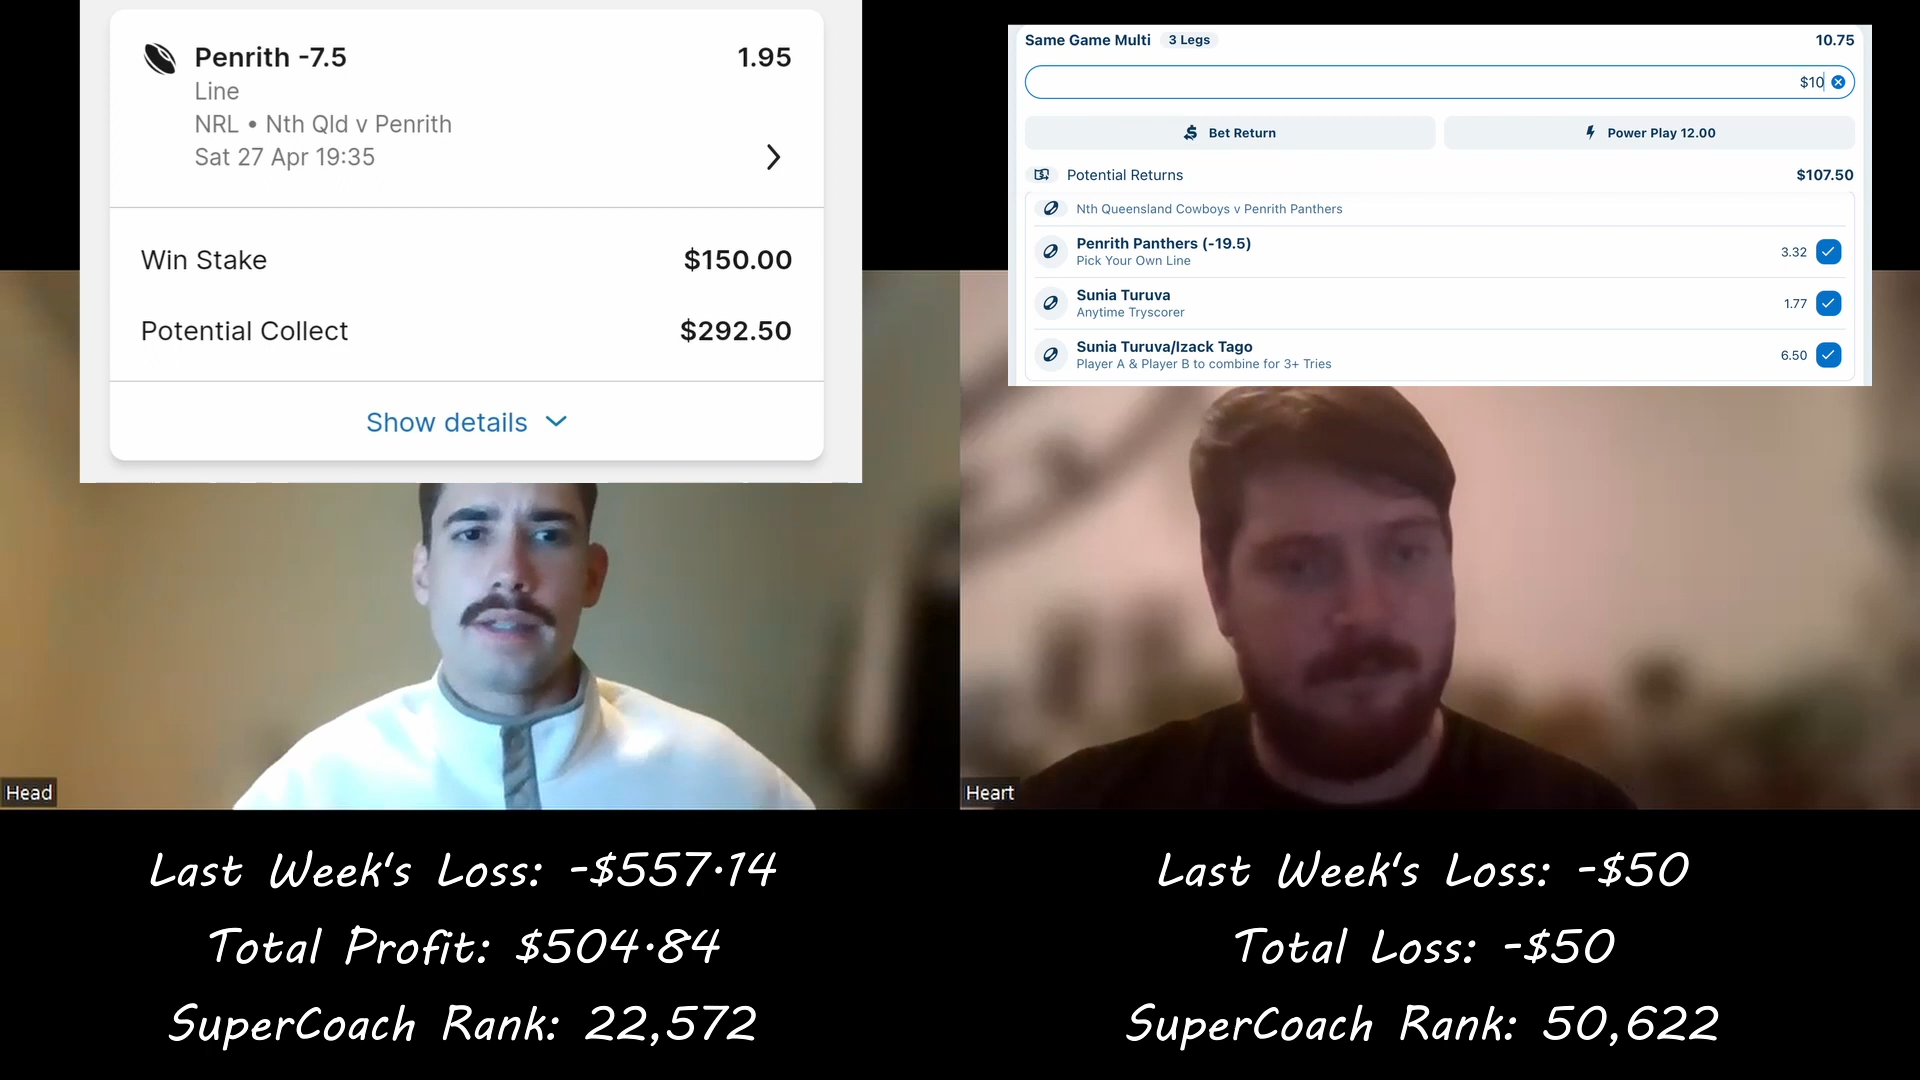 Penrith -7.5 1.95
Line
NRL • Nth Qld v Penrith
Sat 27 Apr 19:35
Win Stake $150.00
Potential Collect $292.50
Show details
Same Game Multi 3 Legs 10.75
$10
Bet Return Power Play 12.00
Potential Returns $107.50
Nth Queensland Cowboys v Penrith Panthers
Penrith Panthers (-19.5)
Pick Your Own Line 3.32
Sunia Turuva
Anytime Tryscorer 1.77
Sunia Turuva/Izack Tago
Player A & Player B to combine for 3+ Tries 6.50
Head
Heart
Last Week's Loss: -$557.14
Total Profit: $504.84
SuperCoach Rank: 22,572
Last Week's Loss: -$50
Total Loss: -$50
SuperCoach Rank: 50,622